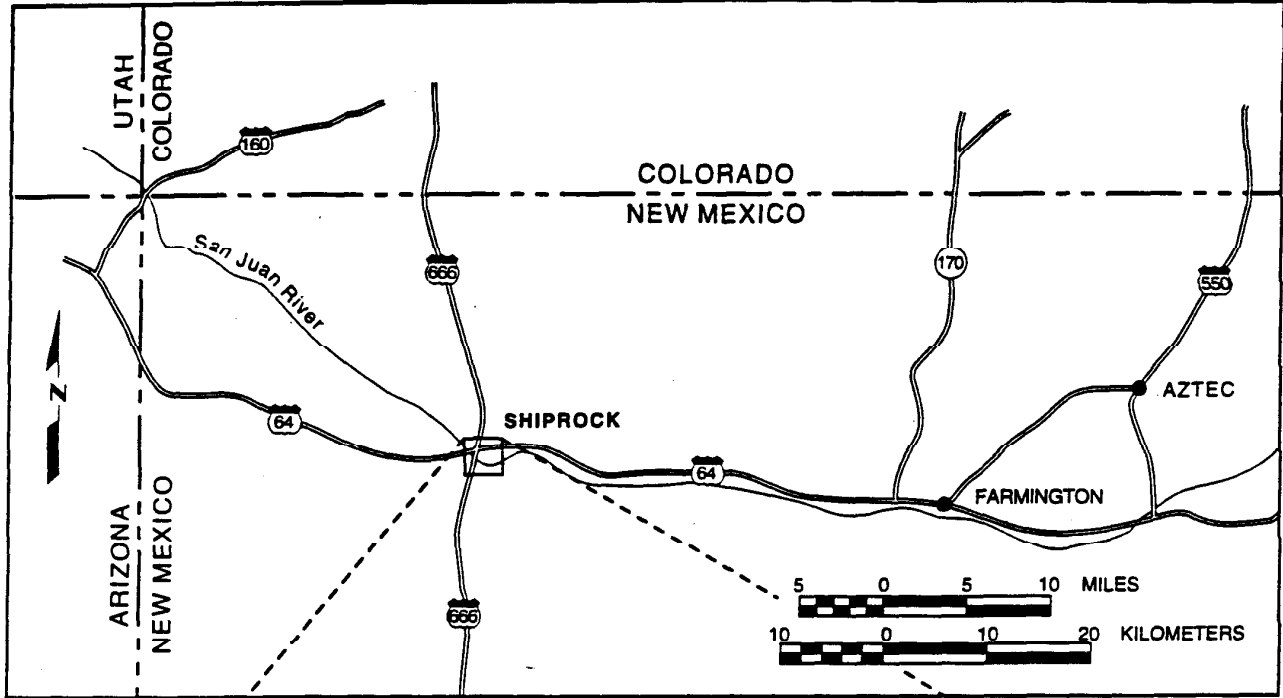 UTAH
COLORADO
160
COLORADO
NEW MEXICO
San Juan River
666
170
550
N
AZTEC
64
SHIPROCK
64
FARMINGTON
ARIZONA
NEW MEXICO
666
5 0 5 10 MILES
10 0 10 20 KILOMETERS